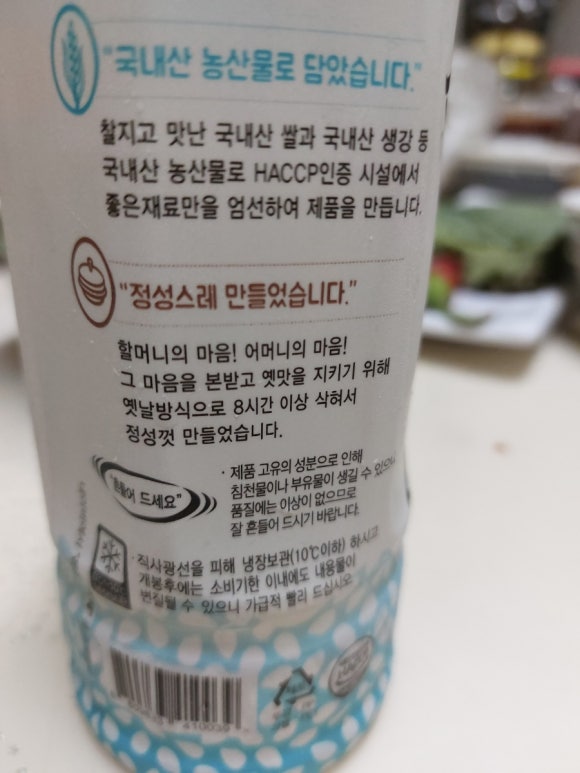 "국내산 농산물로 담았습니다."
찰지고 맛난 국내산 쌀과 국내산 생강 등
국내산 농산물로 HACCP인증 시설에서
좋은재료만을 엄선하여 제품을 만듭니다.
"정성스레 만들었습니다."
할머니의 마음! 어머니의 마음!
그 마음을 본받고 옛맛을 지키기 위해
옛날방식으로 8시간 이상 삭혀서
정성껏 만들었습니다.
"흔들어 드세요"
· 제품 고유의 성분으로 인해
침전물이나 부유물이 생길 수 있으나
품질에는 이상이 없으므로
잘 흔들어 드시기 바랍니다.
· 직사광선을 피해 냉장보관(10℃이하) 하시고
개봉후에는 소비기한 이내에도 내용물이
변질될 수 있으니 가급적 빨리 드십시오.